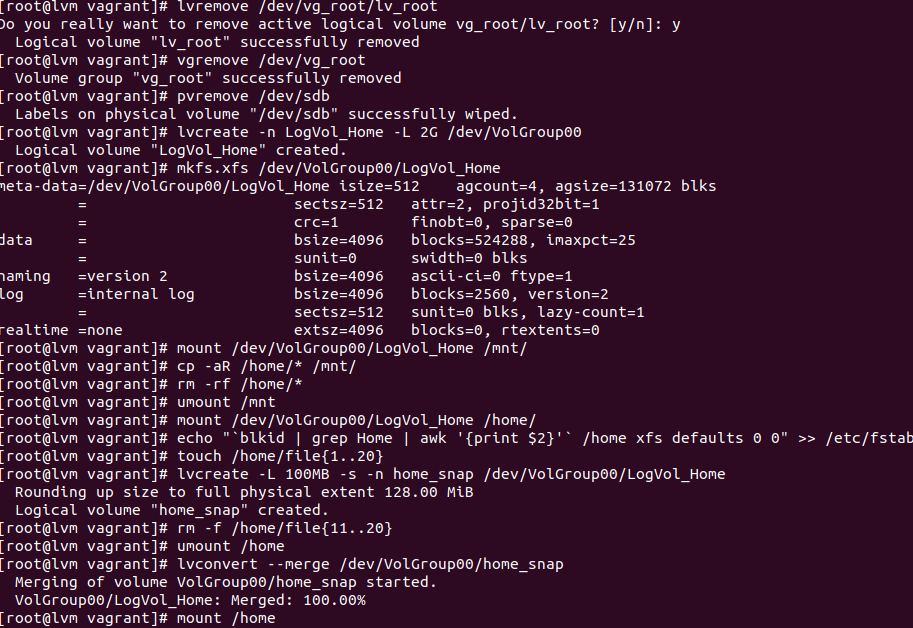 [root@lvm vagrant]# lvremove /dev/vg_root/lv_root
Do you really want to remove active logical volume vg_root/lv_root? [y/n]: y
  Logical volume "lv_root" successfully removed
[root@lvm vagrant]# vgremove /dev/vg_root
  Volume group "vg_root" successfully removed
[root@lvm vagrant]# pvremove /dev/sdb
  Labels on physical volume "/dev/sdb" successfully wiped.
[root@lvm vagrant]# lvcreate -n LogVol_Home -L 2G /dev/VolGroup00
  Logical volume "LogVol_Home" created.
[root@lvm vagrant]# mkfs.xfs /dev/VolGroup00/LogVol_Home
meta-data=/dev/VolGroup00/LogVol_Home isize=512    agcount=4, agsize=131072 blks
         =                       sectsz=512   attr=2, projid32bit=1
         =                       crc=1        finobt=0, sparse=0
data     =                       bsize=4096   blocks=524288, imaxpct=25
         =                       sunit=0      swidth=0 blks
naming   =version 2              bsize=4096   ascii-ci=0 ftype=1
log      =internal log           bsize=4096   blocks=2560, version=2
         =                       sectsz=512   sunit=0 blks, lazy-count=1
realtime =none                   extsz=4096   blocks=0, rtextents=0
[root@lvm vagrant]# mount /dev/VolGroup00/LogVol_Home /mnt/
[root@lvm vagrant]# cp -aR /home/* /mnt/
[root@lvm vagrant]# rm -rf /home/*
[root@lvm vagrant]# umount /mnt
[root@lvm vagrant]# mount /dev/VolGroup00/LogVol_Home /home/
[root@lvm vagrant]# echo "`blkid | grep Home | awk '{print $2}'` /home xfs defaults 0 0" >> /etc/fstab
[root@lvm vagrant]# touch /home/file{1..20}
[root@lvm vagrant]# lvcreate -L 100MB -s -n home_snap /dev/VolGroup00/LogVol_Home
  Rounding up size to full physical extent 128.00 MiB
  Logical volume "home_snap" created.
[root@lvm vagrant]# rm -f /home/file{11..20}
[root@lvm vagrant]# umount /home
[root@lvm vagrant]# lvconvert --merge /dev/VolGroup00/home_snap
  Merging of volume VolGroup00/home_snap started.
  VolGroup00/LogVol_Home: Merged: 100.00%
[root@lvm vagrant]# mount /home